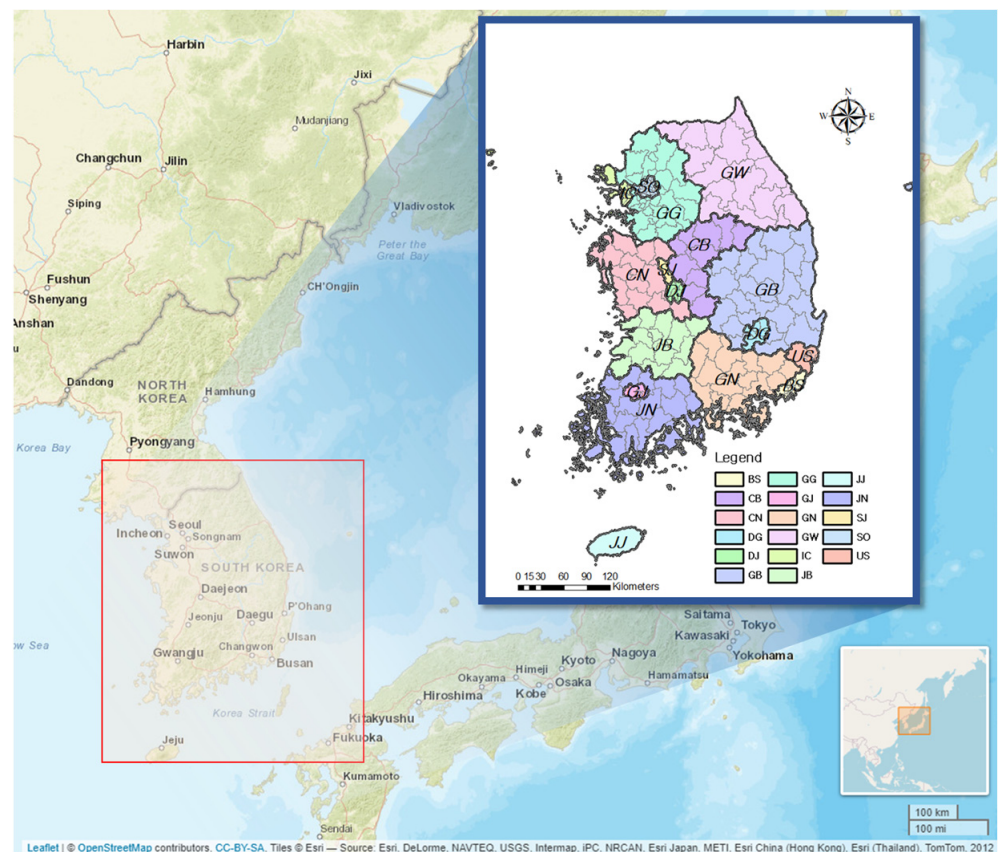 Harbin
Jixi
Mudanjiang
Changchun
Jilin
Siping
Vladivostok
Peter the
Great Bay
Fushun
Shenyang
CH'Ongjin
Anshan
u
Dandong
NORTH
KOREA
Hamhung
Korea Bay
Pyongyang
Seoul
Incheon
Songnam
Suwon
SOUTH KOREA
Daejeon
P'Ohang
Jeonju
Daegu
Ulsan
ow Sea
Gwangju
Changwon
Busan
Korea Strait
Jeju
Kitakyushu
Fukuoka
Kumamoto
Sendai
Hiroshima
Okayama
Himeji
Kobe
Kyoto
Osaka
Nagoya
Hamamatsu
Saitama
Tokyo
Kawasaki
Yokohama
N
W E
S
GW
SO
IC
GG
CB
CN
SJ
DJ
GB
DG
JB
US
GN
BS
GJ
JN
JJ
Legend
BS GG JJ
CB GJ JN
CN GN SJ
DG GW SO
DJ IC US
GB JB
0 15 30 60 90 120
Kilometers
100 km
100 mi
Leaflet | © OpenStreetMap contributors, CC-BY-SA, Tiles © Esri — Source: Esri, DeLorme, NAVTEQ, USGS, Intermap, iPC, NRCAN, Esri Japan, METI, Esri China (Hong Kong), Esri (Thailand), TomTom, 2012